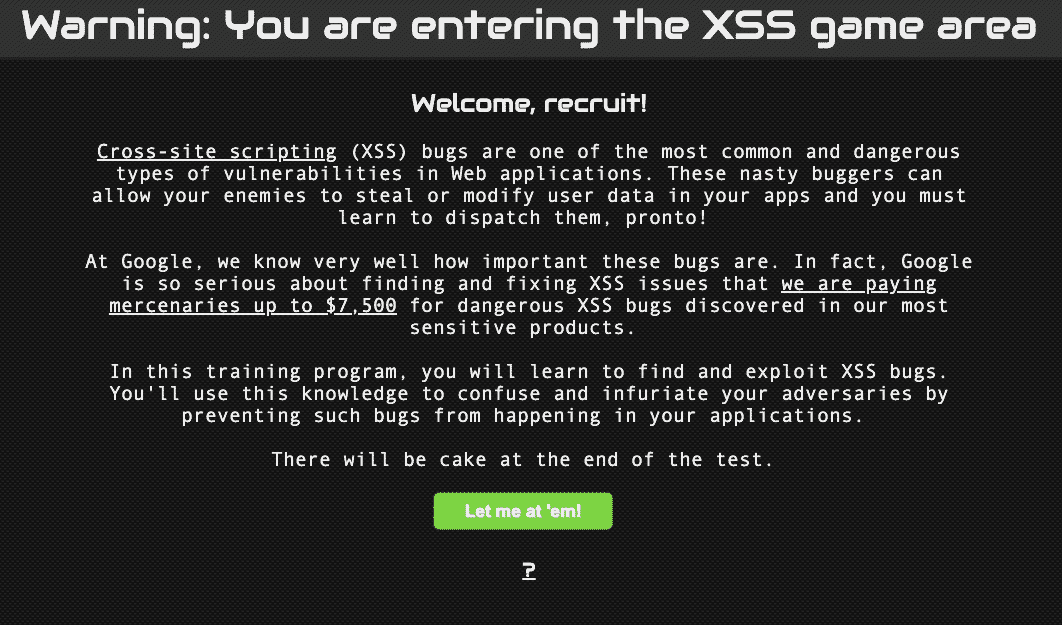 Warning: You are entering the XSS game area
Welcome, recruit!
Cross-site scripting (XSS) bugs are one of the most common and dangerous
types of vulnerabilities in Web applications. These nasty buggers can
allow your enemies to steal or modify user data in your apps and you must
learn to dispatch them, pronto!
At Google, we know very well how important these bugs are. In fact, Google
is so serious about finding and fixing XSS issues that we are paying
mercenaries up to $7,500 for dangerous XSS bugs discovered in our most
sensitive products.
In this training program, you will learn to find and exploit XSS bugs.
You'll use this knowledge to confuse and infuriate your adversaries by
preventing such bugs from happening in your applications.
There will be cake at the end of the test.
Let me at 'em!
?